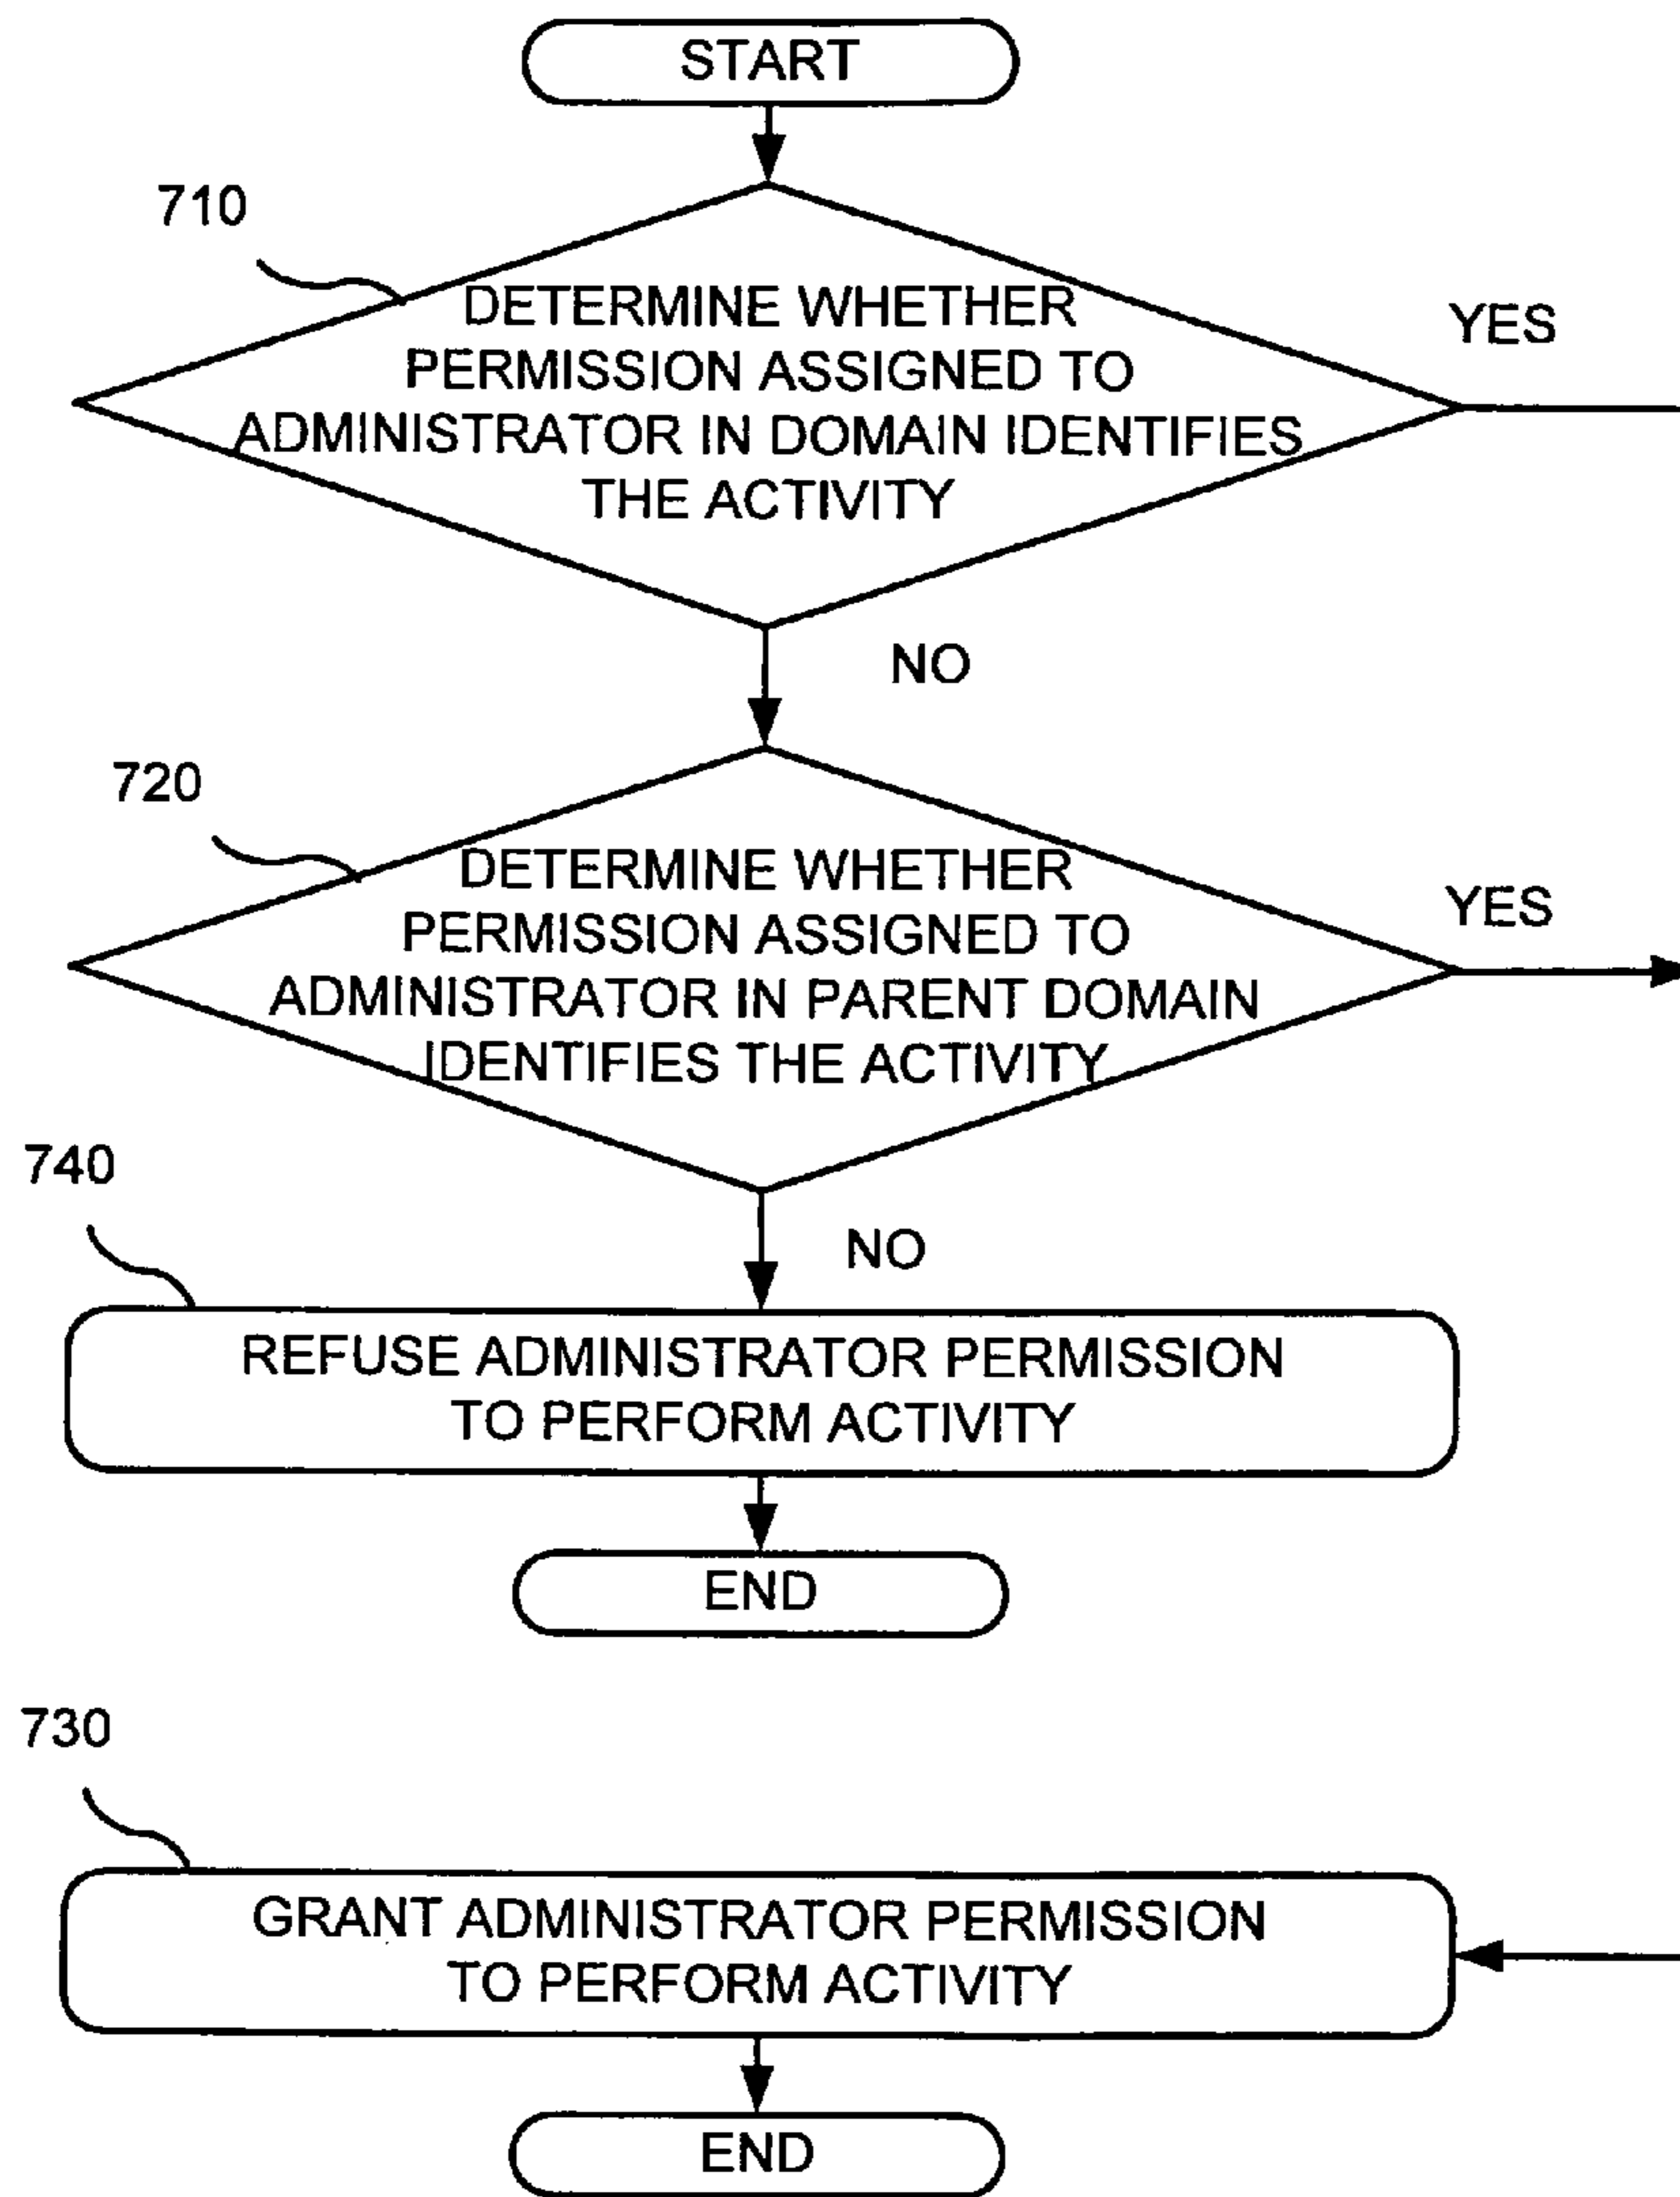 START
710
DETERMINE WHETHER
PERMISSION ASSIGNED TO
ADMINISTRATOR IN DOMAIN IDENTIFIES
THE ACTIVITY
YES
NO
720
DETERMINE WHETHER
PERMISSION ASSIGNED TO
ADMINISTRATOR IN PARENT DOMAIN
IDENTIFIES THE ACTIVITY
YES
NO
740
REFUSE ADMINISTRATOR PERMISSION
TO PERFORM ACTIVITY
END
730
GRANT ADMINISTRATOR PERMISSION
TO PERFORM ACTIVITY
END